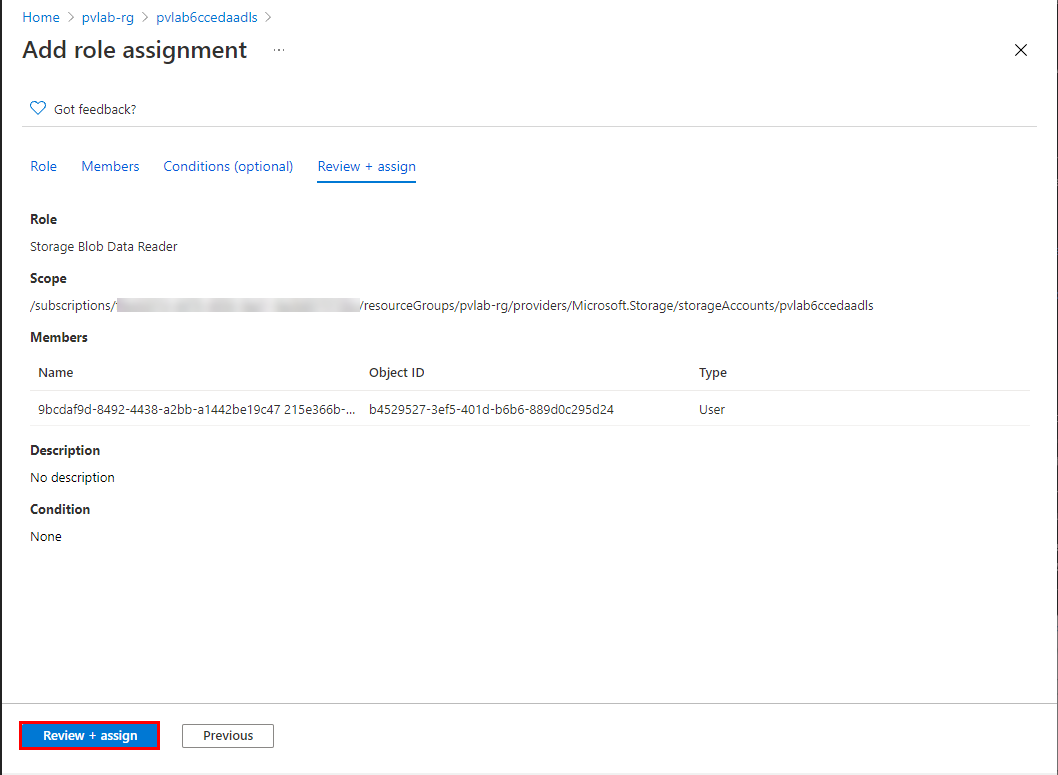 Home > pvlab-rg > pvlab6ccedaadls >
Add role assignment ...
Got feedback?
Role Members Conditions (optional) Review + assign
Role
Storage Blob Data Reader
Scope
/subscriptions/ /resourceGroups/pvlab-rg/providers/Microsoft.Storage/storageAccounts/pvlab6ccedaadls
Members
Name Object ID Type
9bcdaf9d-8492-4438-a2bb-a1442be19c47 215e366b-... b4529527-3ef5-401d-b6b6-889d0c295d24 User
Description
No description
Condition
None
Review + assign Previous